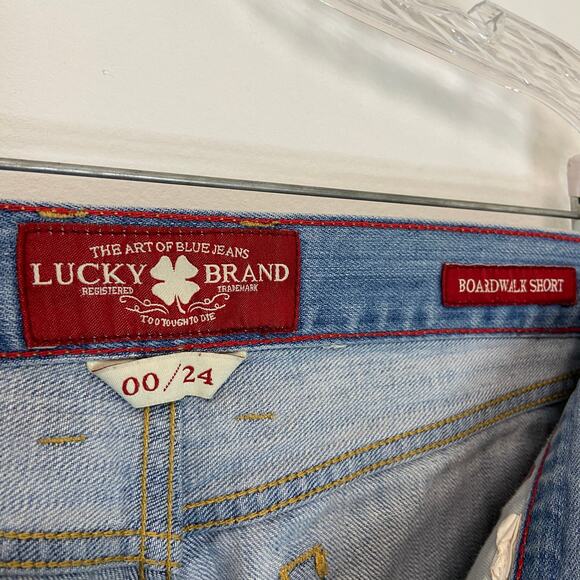 THE ART OF BLUE JEANS
LUCKY BRAND
REGISTERED TRADEMARK
TOO TOUGH TO DIE
BOARDWALK SHORT
00/24